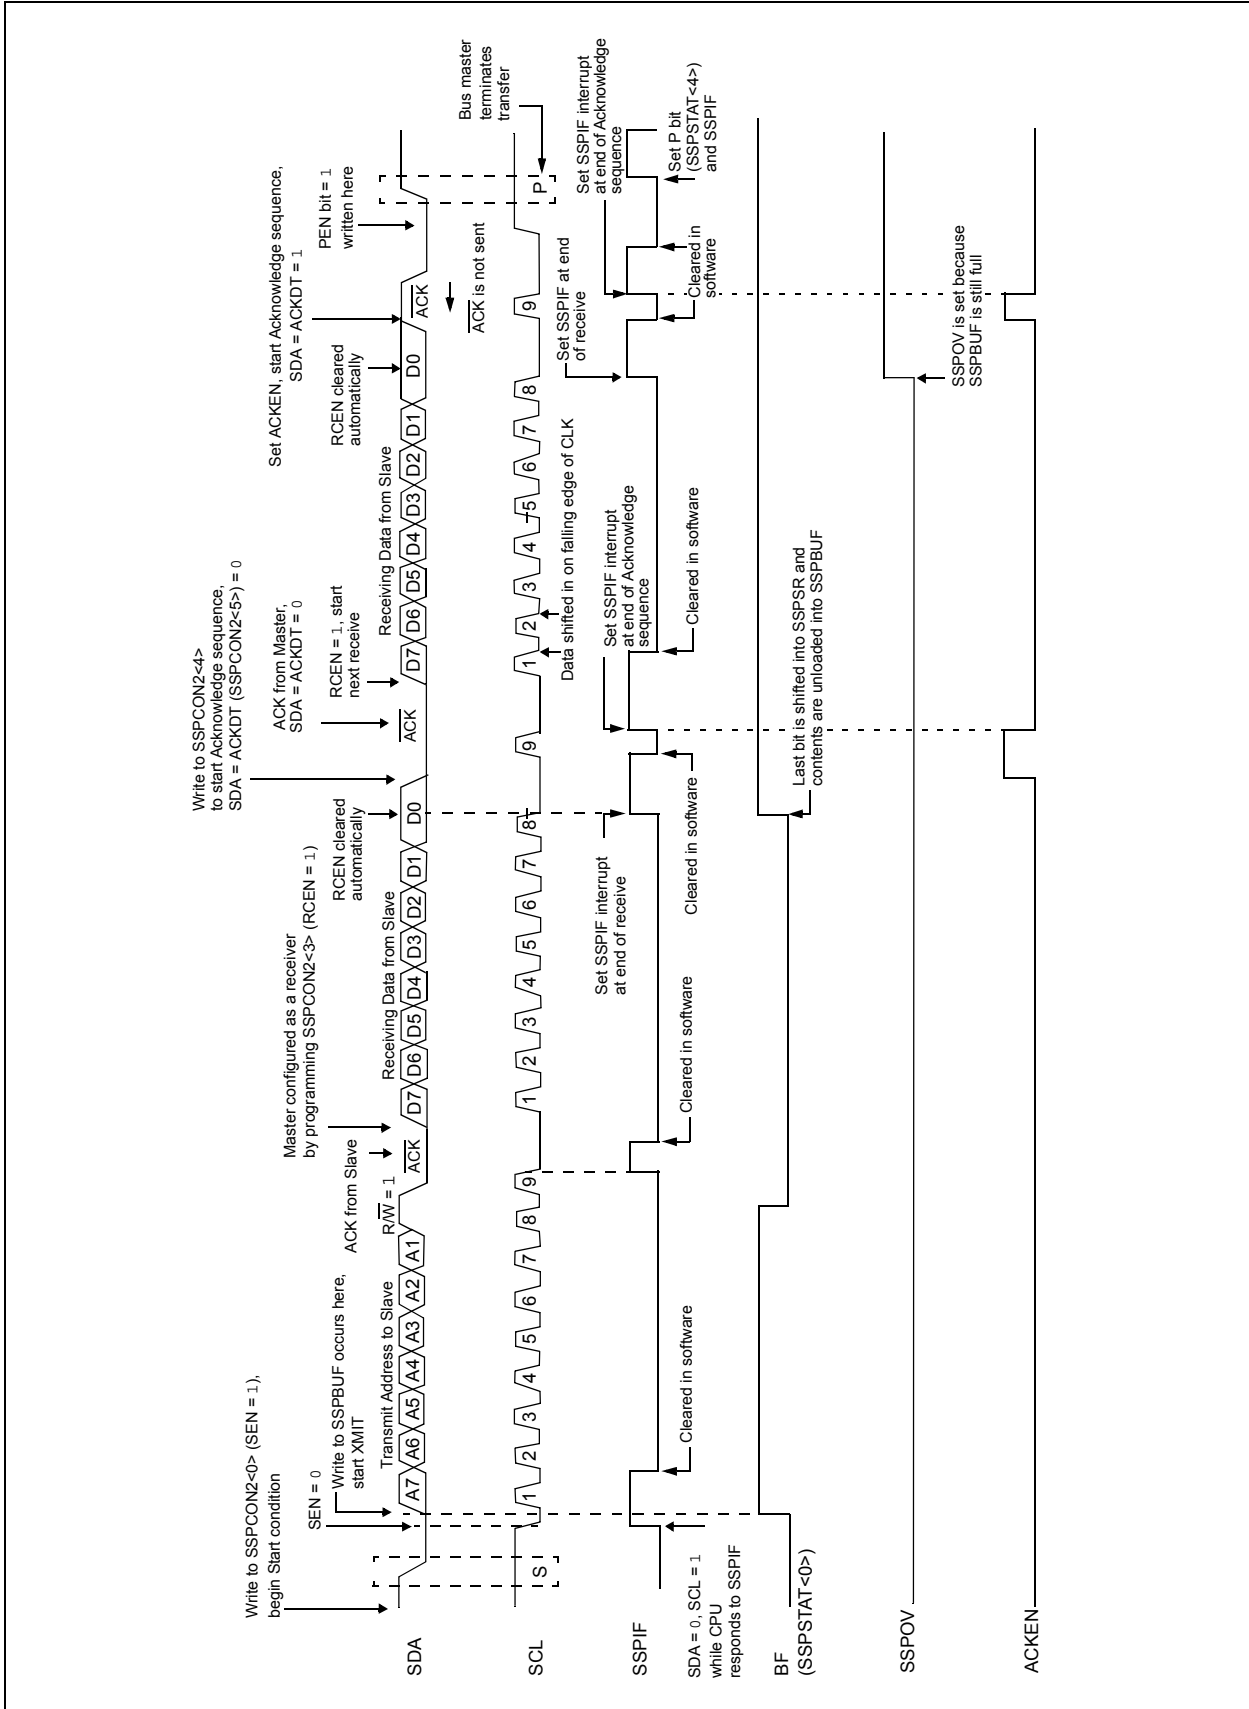 Write to SSPCON2<4>
to start Acknowledge sequence,
SDA = ACKDT (SSPCON2<5>) = 0
Set ACKEN, start Acknowledge sequence,
SDA = ACKDT = 1
Write to SSPCON2<0> (SEN = 1),
begin Start condition
Master configured as a receiver
by programming SSPCON2<3> (RCEN = 1)
ACK from Master,
SDA = ACKDT = 0
SEN = 0
Write to SSPBUF occurs here,
start XMIT
ACK from Slave
RCEN cleared
automatically
RCEN = 1, start
next receive
RCEN cleared
automatically
PEN bit = 1
written here
Transmit Address to Slave
R/W = 1
Receiving Data from Slave
Receiving Data from Slave
SDA
A7 A6 A5 A4 A3 A2 A1 ACK D7 D6 D5 D4 D3 D2 D1 D0 ACK D7 D6 D5 D4 D3 D2 D1 D0 ACK
ACK is not sent
Bus master
terminates
transfer
SCL
S 1 2 3 4 5 6 7 8 9 1 2 3 4 5 6 7 8 9 1 2 3 4 5 6 7 8 9 P
Data shifted in on falling edge of CLK
Set SSPIF interrupt
at end of receive
Set SSPIF interrupt
at end of Acknowledge
sequence
Set SSPIF at end
of receive
Set SSPIF interrupt
at end of Acknowledge
sequence
SSPIF
SDA = 0, SCL = 1
while CPU
responds to SSPIF
Cleared in software
Cleared in software
Cleared in software
Cleared in software
Cleared in
software
Set P bit
(SSPSTAT<4>)
and SSPIF
BF
(SSPSTAT<0>)
Last bit is shifted into SSPSR and
contents are unloaded into SSPBUF
SSPOV
SSPOV is set because
SSPBUF is still full
ACKEN